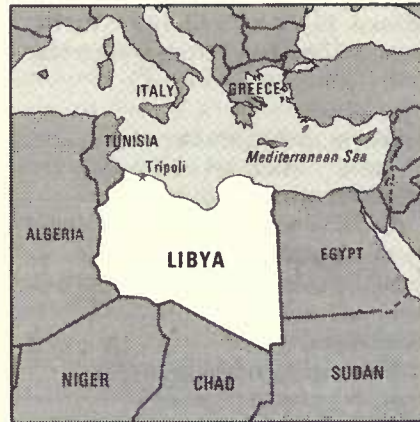 ITALY
GREECE
TUNISIA
Mediterranean Sea
Tripoli
ALGERIA
LIBYA
EGYPT
NIGER
CHAD
SUDAN